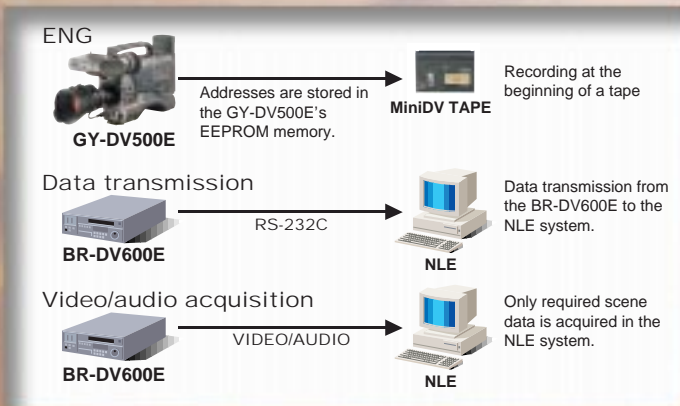 ENG
Addresses are stored in
the GY-DV500E's
EEPROM memory.
GY-DV500E
MiniDV TAPE
Recording at the
beginning of a tape
Data transmission
RS-232C
BR-DV600E
NLE
Data transmission from
the BR-DV600E to the
NLE system.
Video/audio acquisition
VIDEO/AUDIO
BR-DV600E
NLE
Only required scene
data is acquired in the
NLE system.